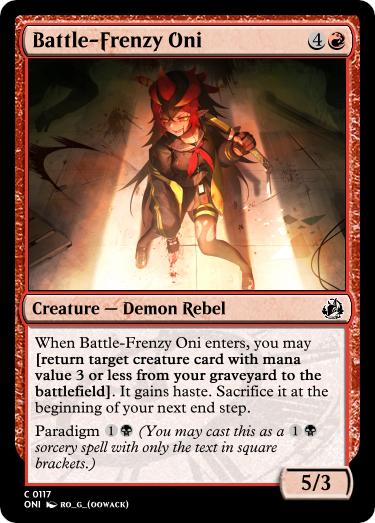 Battle-Frenzy Oni 4
Creature — Demon Rebel
When Battle-Frenzy Oni enters, you may
[return target creature card with mana
value 3 or less from your graveyard to the
battlefield]. It gains haste. Sacrifice it at the
beginning of your next end step.
Paradigm 1 (You may cast this as a 1
sorcery spell with only the text in square
brackets.)
5/3
C 0117
ONI RO_G_(OOWACK)